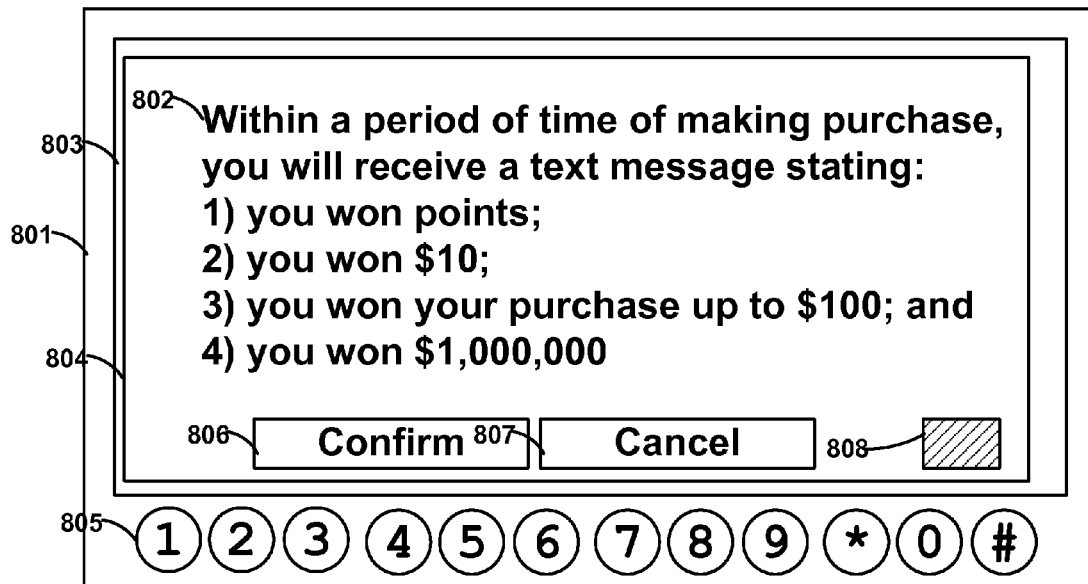 802
Within a period of time of making purchase,
803
you will receive a text message stating:
1) you won points;
801
2) you won $10;
3) you won your purchase up to $100; and
804
4) you won $1,000,000
806 Confirm 807 Cancel 808
805 1 2 3 4 5 6 7 8 9 * 0 #